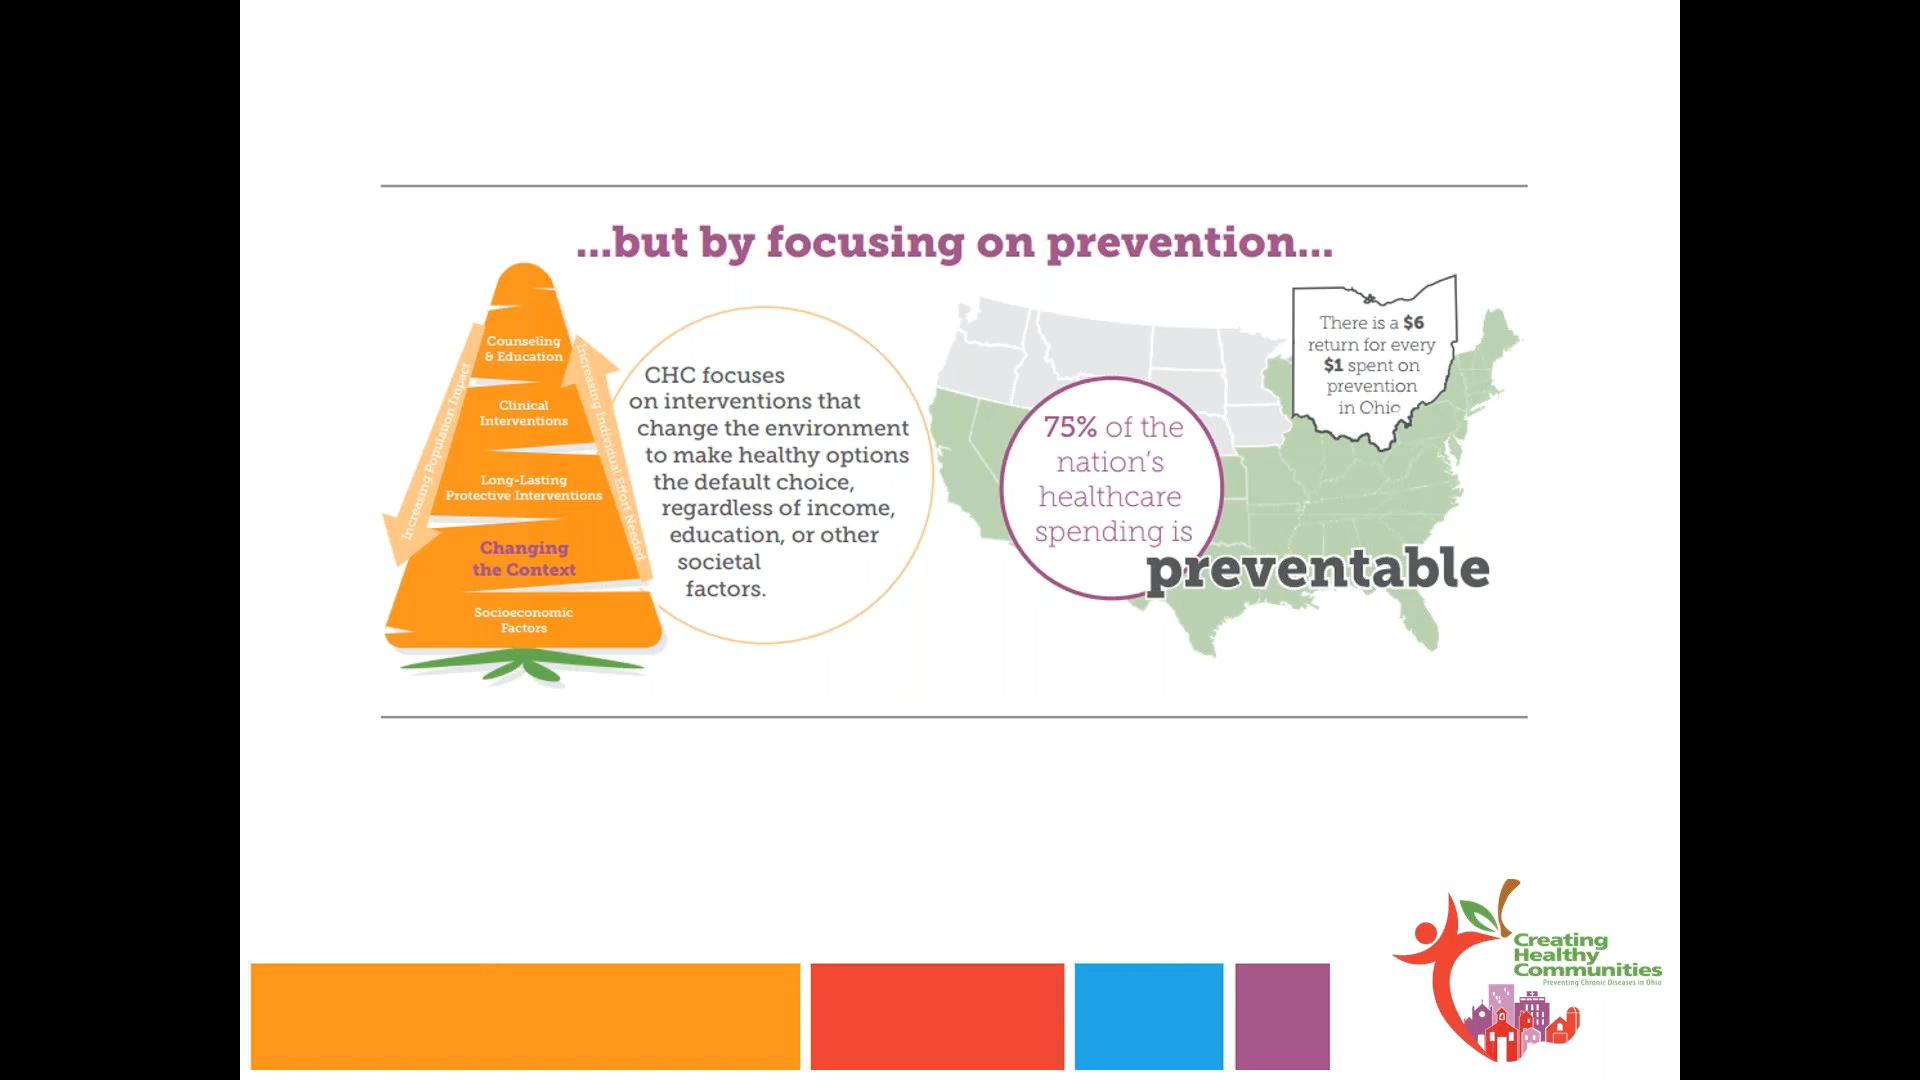 ...but by focusing on prevention...
Counseling
& Education
Clinical
Interventions
Long-Lasting
Protective Interventions
Changing
the Context
Socioeconomic
Factors
Increasing Population Impact
Increasing Individual Effort Needed
CHC focuses
on interventions that
change the environment
to make healthy options
the default choice,
regardless of income,
education, or other
societal
factors.
75% of the
nation's
healthcare
spending is
preventable
There is a $6
return for every
$1 spent on
prevention
in Ohio
Creating
Healthy
Communities
Preventing Chronic Diseases in Ohio